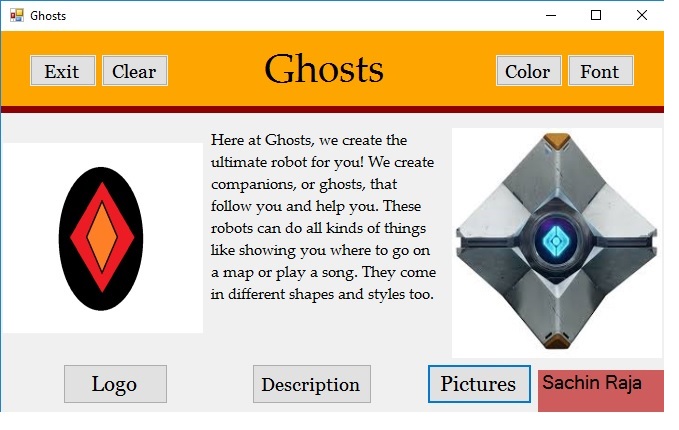 Ghosts
Exit
Clear
Ghosts
Color
Font
Here at Ghosts, we create the
ultimate robot for you! We create
companions, or ghosts, that
follow you and help you. These
robots can do all kinds of things
like showing you where to go on
a map or play a song. They come
in different shapes and styles too.
Logo
Description
Pictures
Sachin Raja